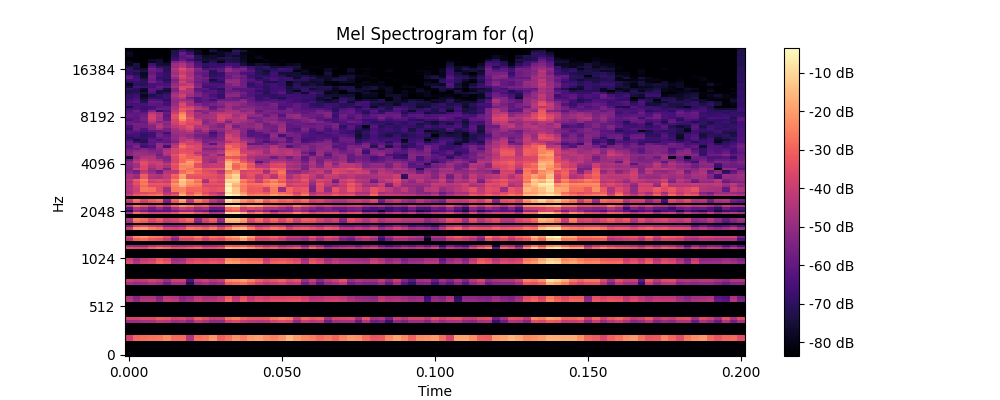 Mel Spectrogram for (q)
Hz
16384
8192
4096
2048
1024
512
0
0.000 0.050 0.100 0.150 0.200
Time
-10 dB
-20 dB
-30 dB
-40 dB
-50 dB
-60 dB
-70 dB
-80 dB